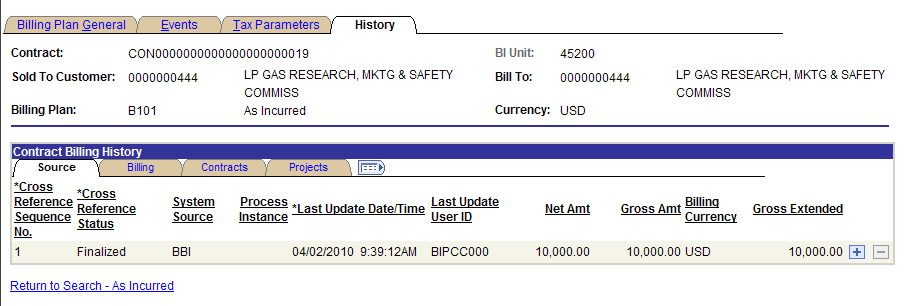 Billing Plan General Events Tax Parameters History
Contract: CON0000000000000000000019 BI Unit: 45200
Sold To Customer: 0000000444 LP GAS RESEARCH, MKTG & SAFETY COMMISS Bill To: 0000000444 LP GAS RESEARCH, MKTG & SAFETY COMMISS
Billing Plan: B101 As Incurred Currency: USD
Contract Billing History
Source Billing Contracts Projects
*Cross Reference Sequence No. *Cross Reference Status System Source Process Instance *Last Update Date/Time Last Update User ID Net Amt Gross Amt Billing Currency Gross Extended
1 Finalized BBI 04/02/2010 9:39:12AM BIPCC000 10,000.00 10,000.00 USD 10,000.00
Return to Search - As Incurred